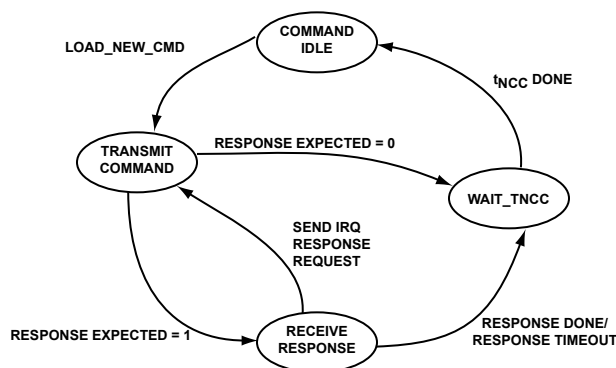 COMMAND
IDLE
LOAD_NEW_CMD
tNCC DONE
RESPONSE EXPECTED = 0
TRANSMIT
COMMAND
WAIT_TNCC
SEND IRQ
RESPONSE
REQUEST
RESPONSE EXPECTED = 1
RECEIVE
RESPONSE
RESPONSE DONE/
RESPONSE TIMEOUT